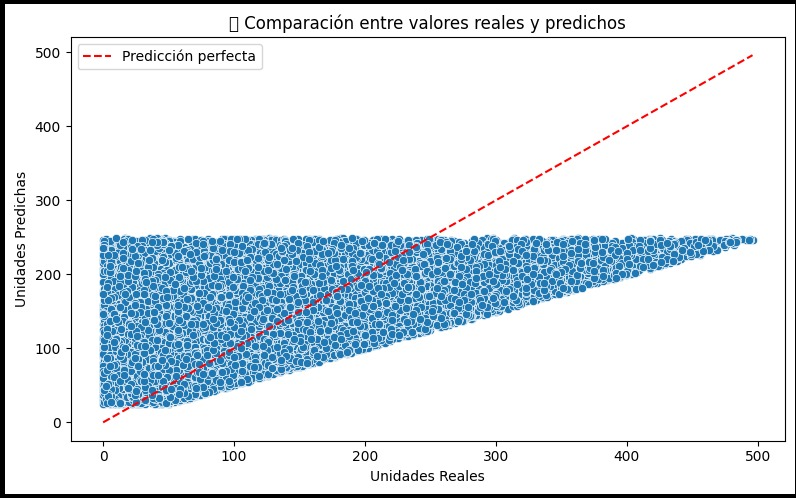 ▯ Comparación entre valores reales y predichos
500
Predicción perfecta
400
300
200
100
0
Unidades Predichas
0 100 200 300 400 500
Unidades Reales